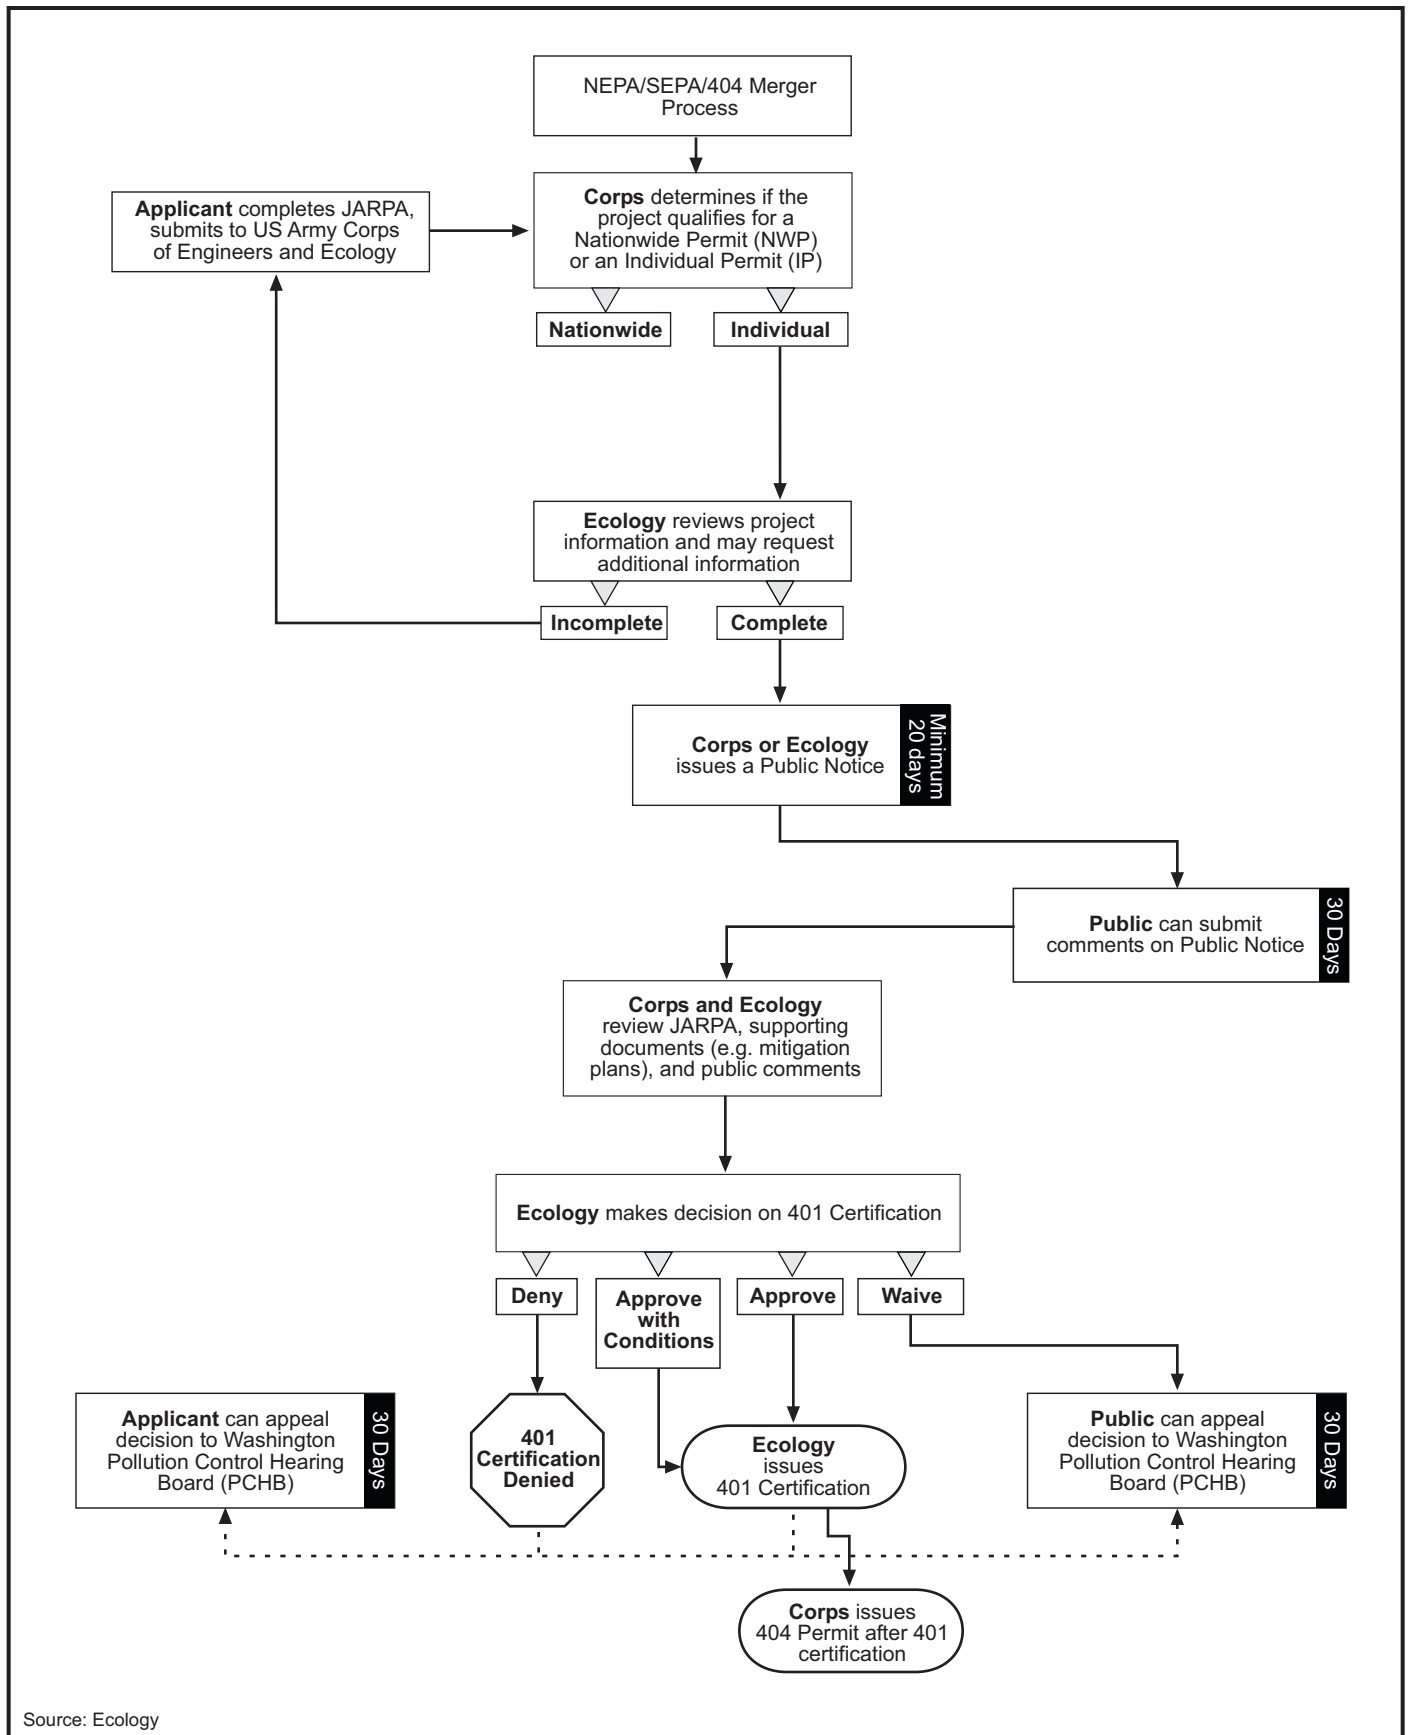 NEPA/SEPA/404 Merger
Process
Applicant completes JARPA,
submits to US Army Corps
of Engineers and Ecology
Corps determines if the
project qualifies for a
Nationwide Permit (NWP)
or an Individual Permit (IP)
Nationwide
Individual
Ecology reviews project
information and may request
additional information
Incomplete
Complete
Corps or Ecology
issues a Public Notice
Minimum
20 days
Public can submit
comments on Public Notice
30 Days
Corps and Ecology
review JARPA, supporting
documents (e.g. mitigation
plans), and public comments
Ecology makes decision on 401 Certification
Deny
Approve
with
Conditions
Approve
Waive
Applicant can appeal
decision to Washington
Pollution Control Hearing
Board (PCHB)
30 Days
401
Certification
Denied
Ecology
issues
401 Certification
Public can appeal
decision to Washington
Pollution Control Hearing
Board (PCHB)
30 Days
Corps issues
404 Permit after 401
certification
Source: Ecology